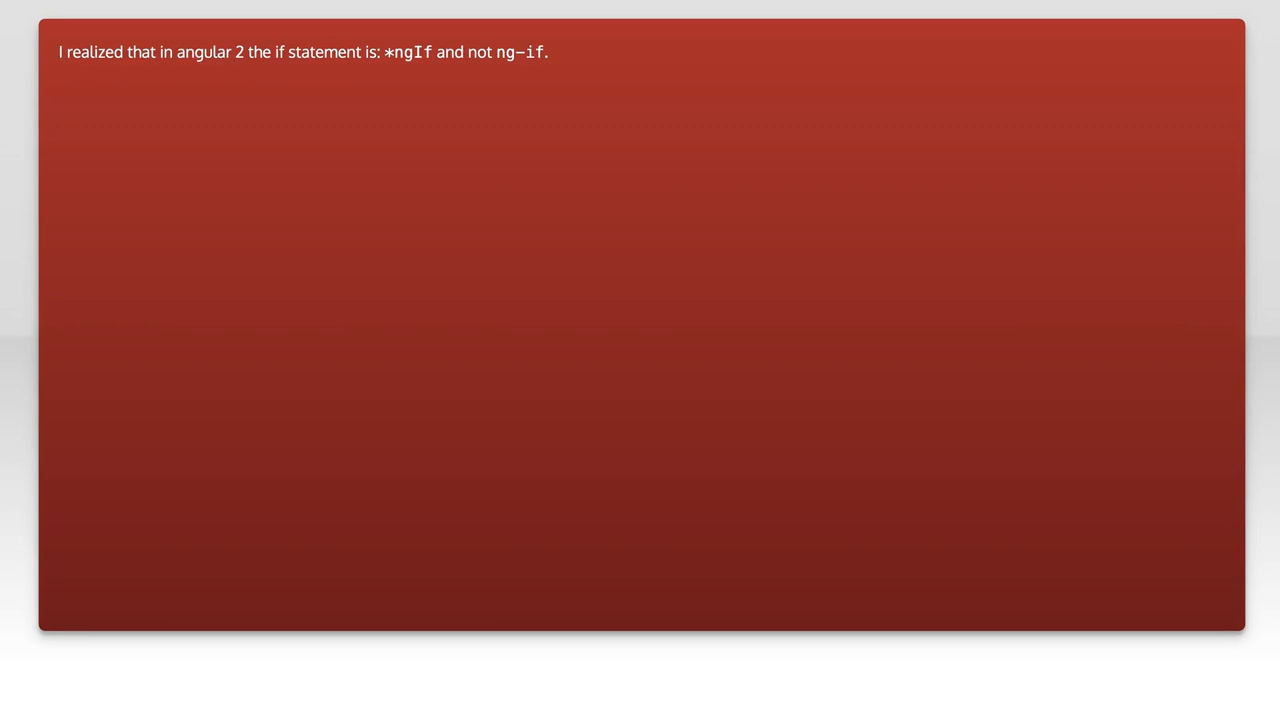 I realized that in angular 2 the if statement is: *ngIf and not ng-if.